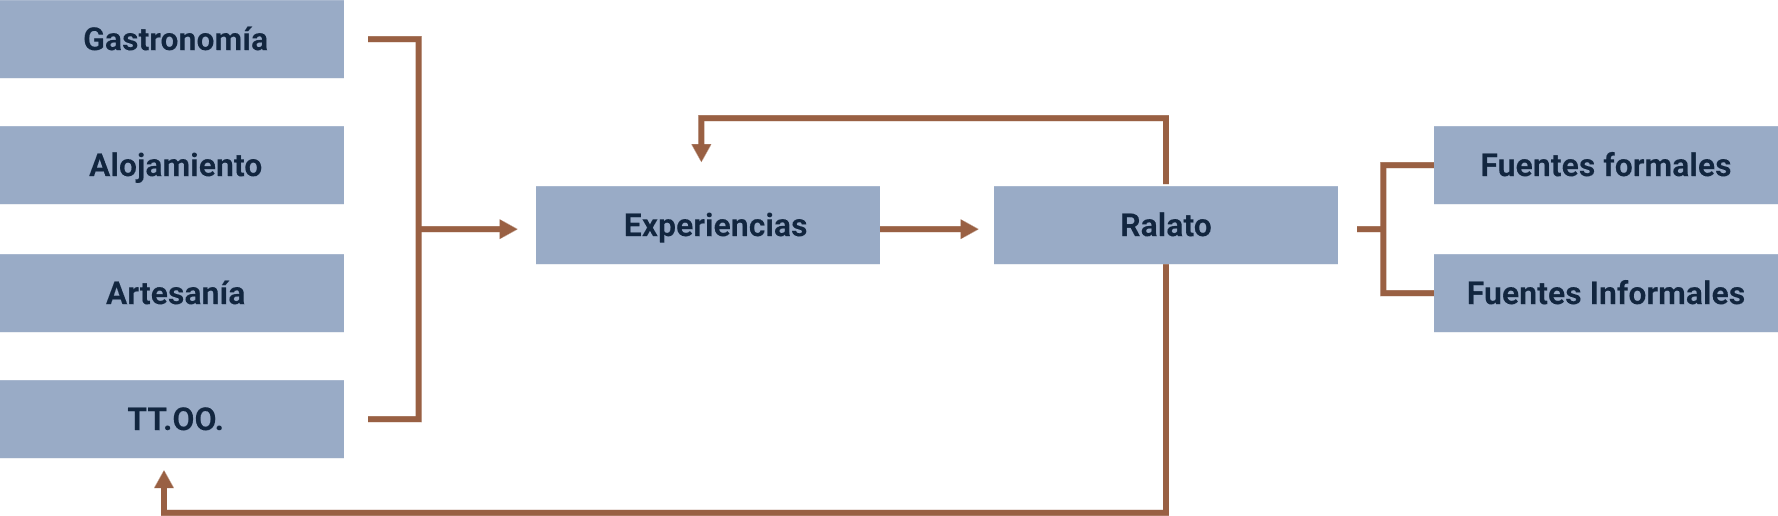 Gastronomía
Alojamiento
Artesanía
TT.OO.
Experiencias
Ralato
Fuentes formales
Fuentes Informales